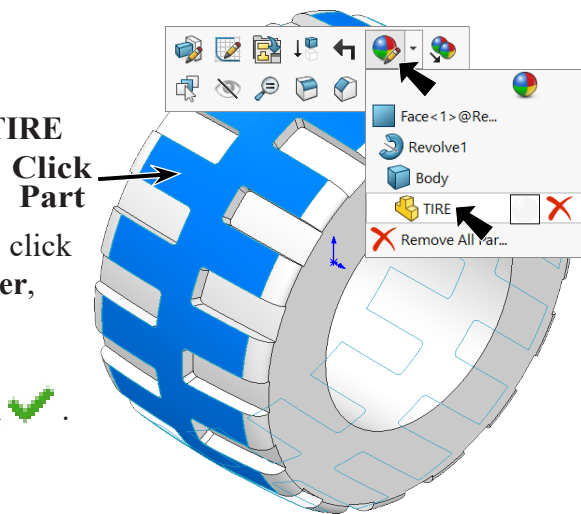 TIRE
Click
Part
click
er,
.
Face<1>@Re...
Revolve1
Body
TIRE
Remove All Par...